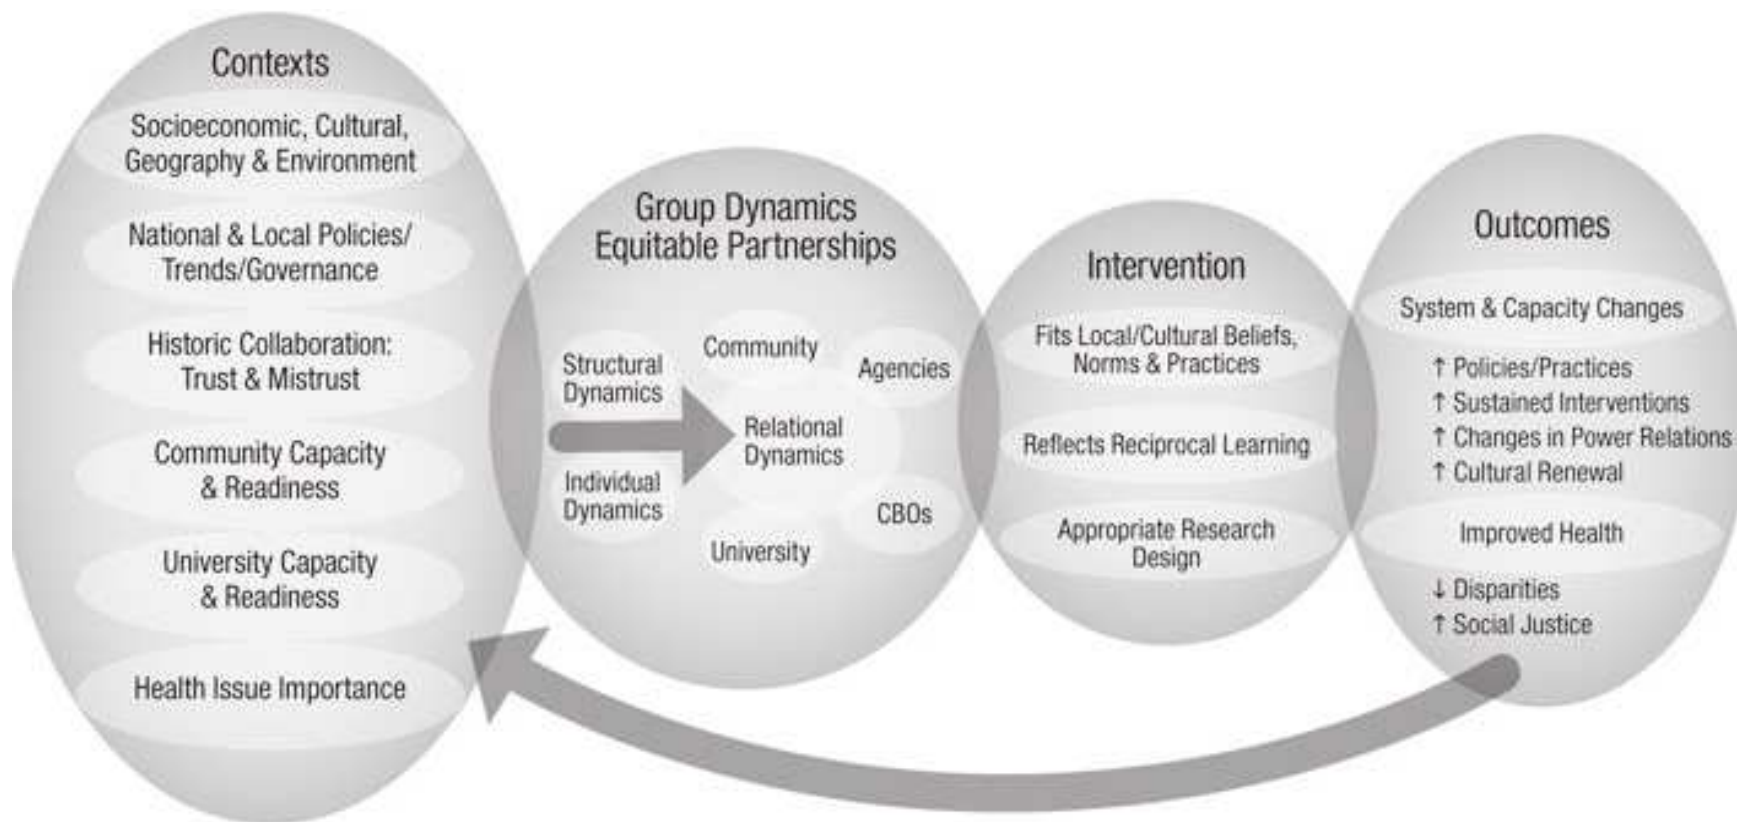 Contexts
Socioeconomic, Cultural,
Geography & Environment
National & Local Policies/
Trends/Governance
Historic Collaboration:
Trust & Mistrust
Community Capacity
& Readiness
University Capacity
& Readiness
Health Issue Importance
Group Dynamics
Equitable Partnerships
Structural
Dynamics
Individual
Dynamics
Community
Agencies
Relational
Dynamics
CBOs
University
Intervention
Fits Local/Cultural Beliefs,
Norms & Practices
Reflects Reciprocal Learning
Appropriate Research
Design
Outcomes
System & Capacity Changes
↑ Policies/Practices
↑ Sustained Interventions
↑ Changes in Power Relations
↑ Cultural Renewal
Improved Health
↓ Disparities
↑ Social Justice